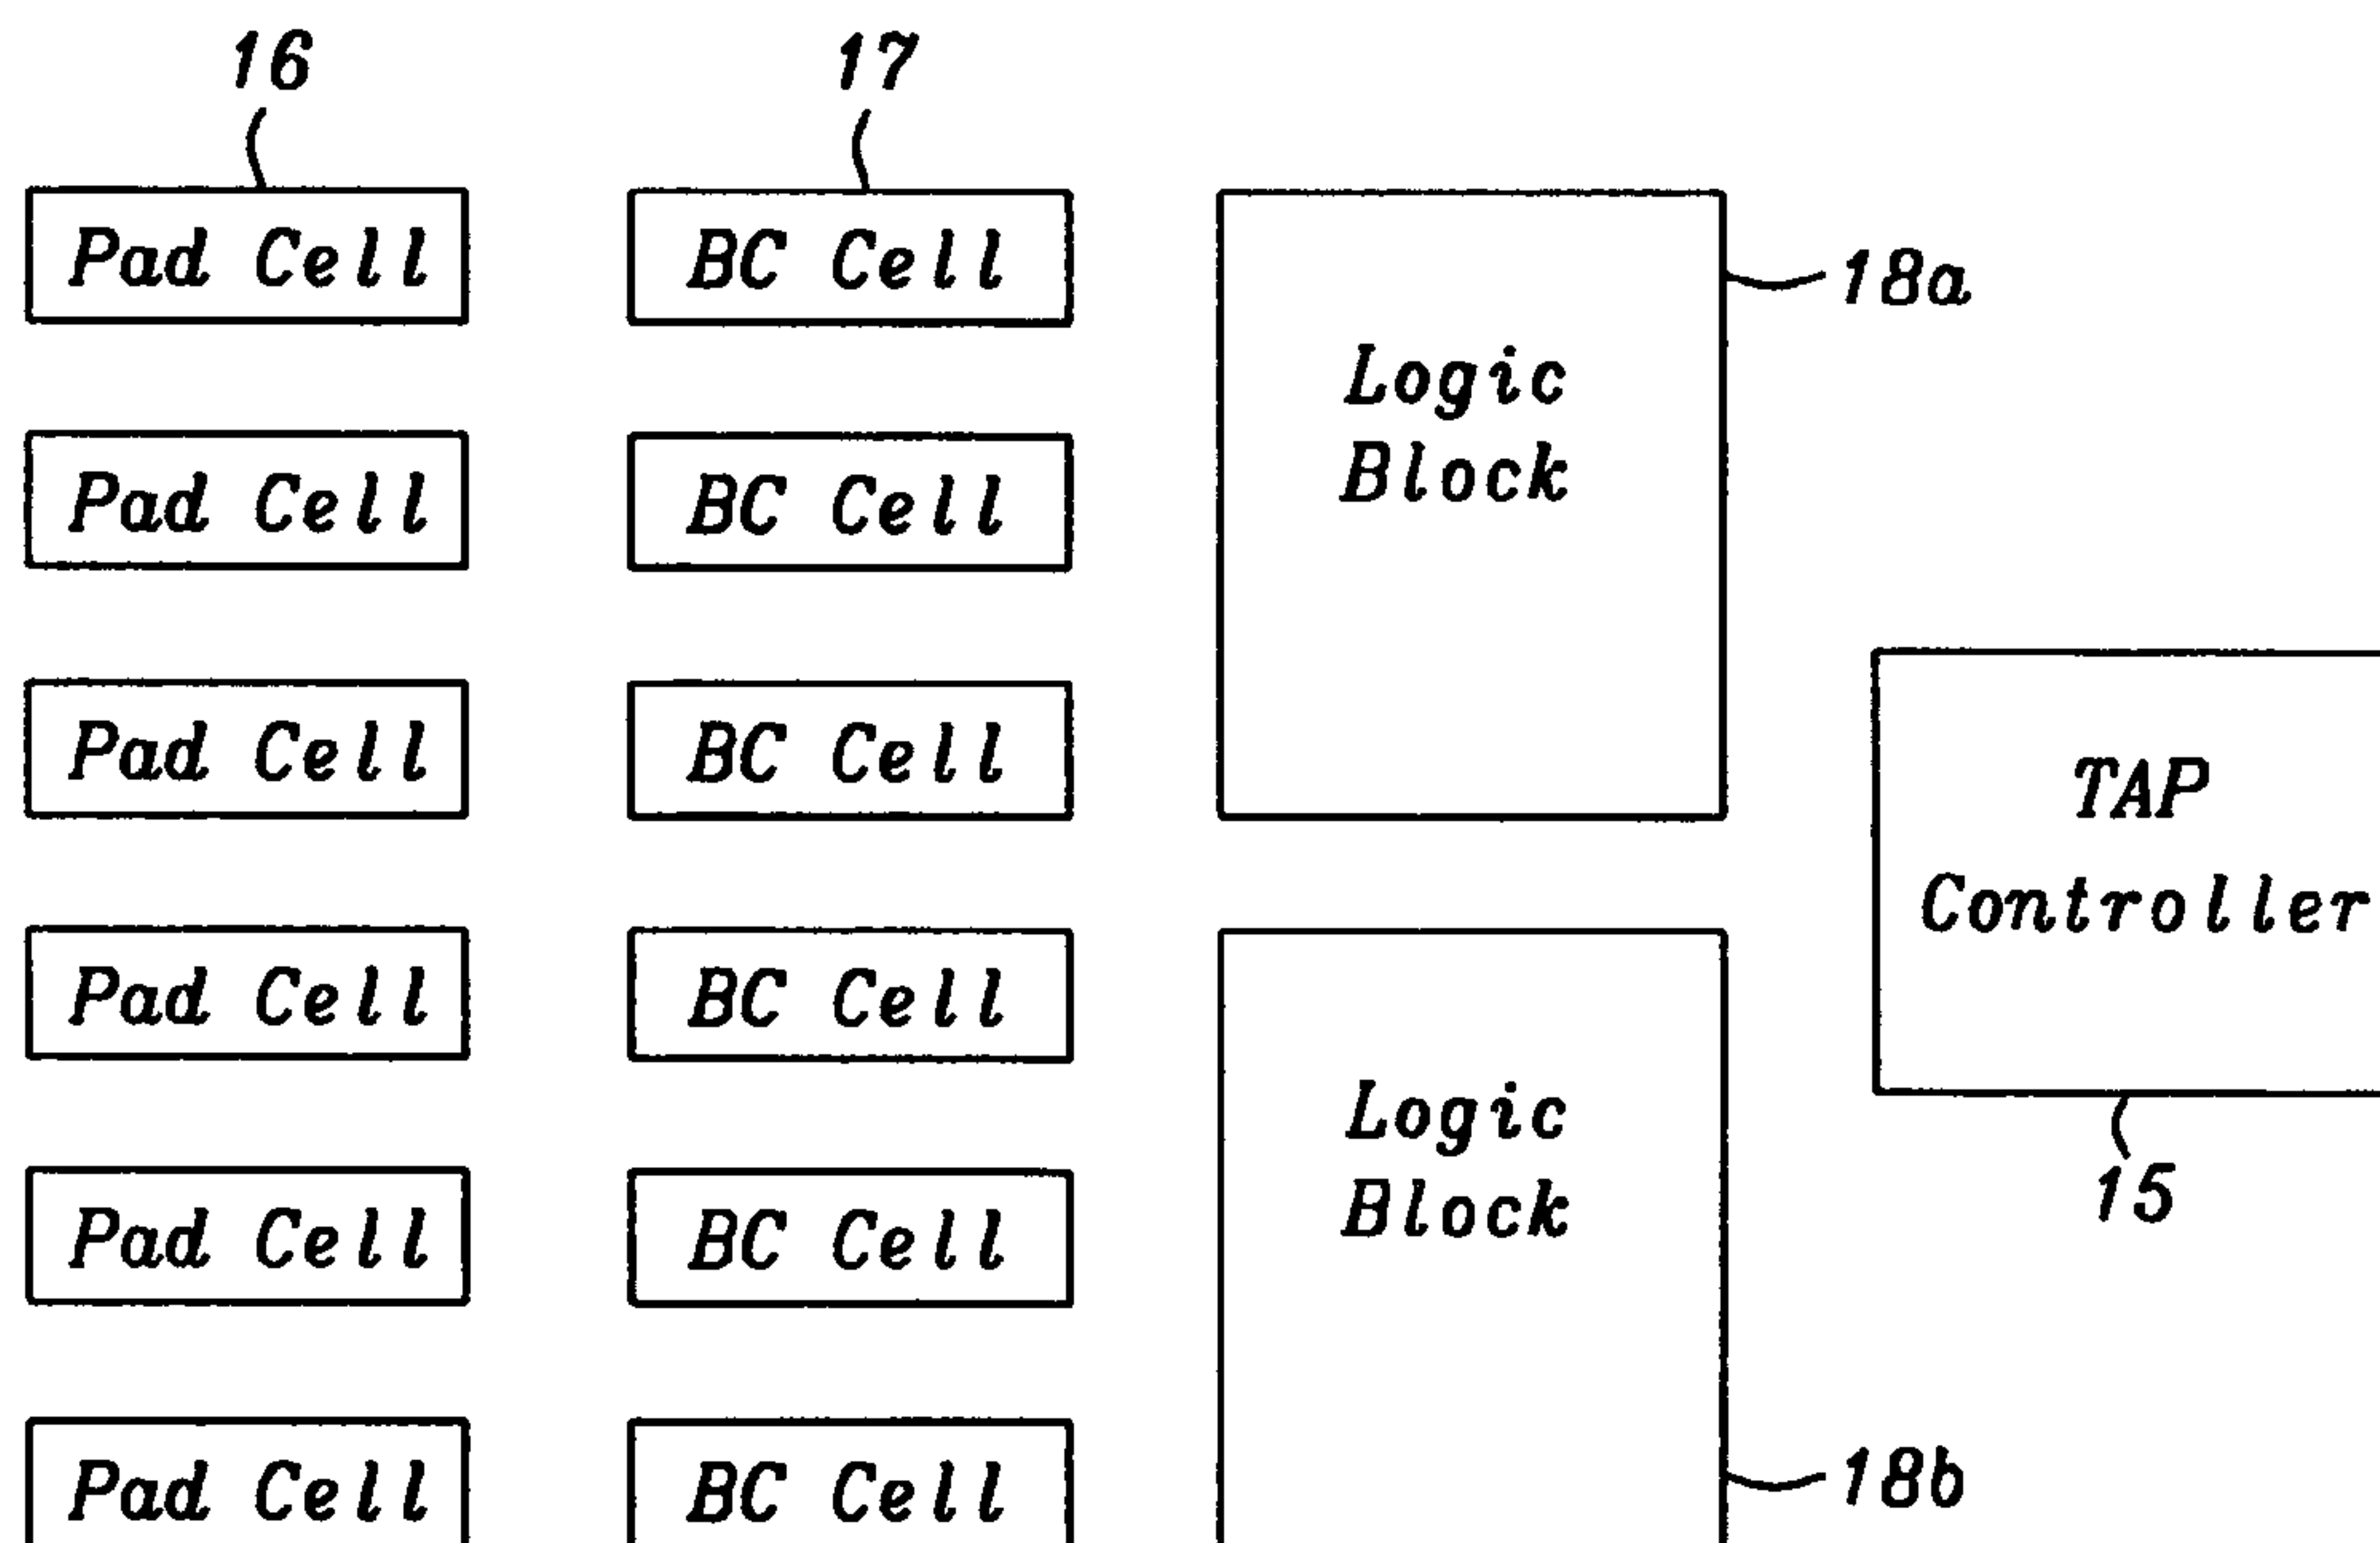 16
17
Pad Cell
BC Cell
18a
Logic
Block
Pad Cell
BC Cell
Pad Cell
BC Cell
TAP
Controller
Pad Cell
BC Cell
Logic
Block
15
Pad Cell
BC Cell
Pad Cell
BC Cell
18b